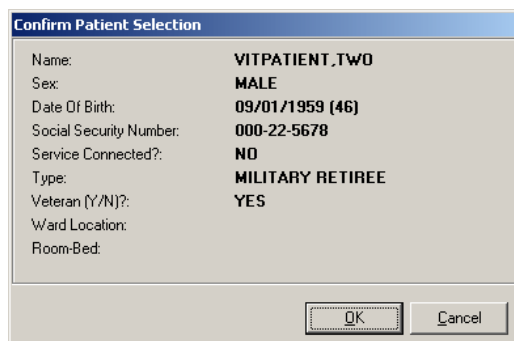 Confirm Patient Selection
Name: VITPATIENT,TWO
Sex: MALE
Date Of Birth: 09/01/1959 (46)
Social Security Number: 000-22-5678
Service Connected?: NO
Type: MILITARY RETIREE
Veteran (Y/N)?: YES
Ward Location:
Room-Bed:
OK Cancel